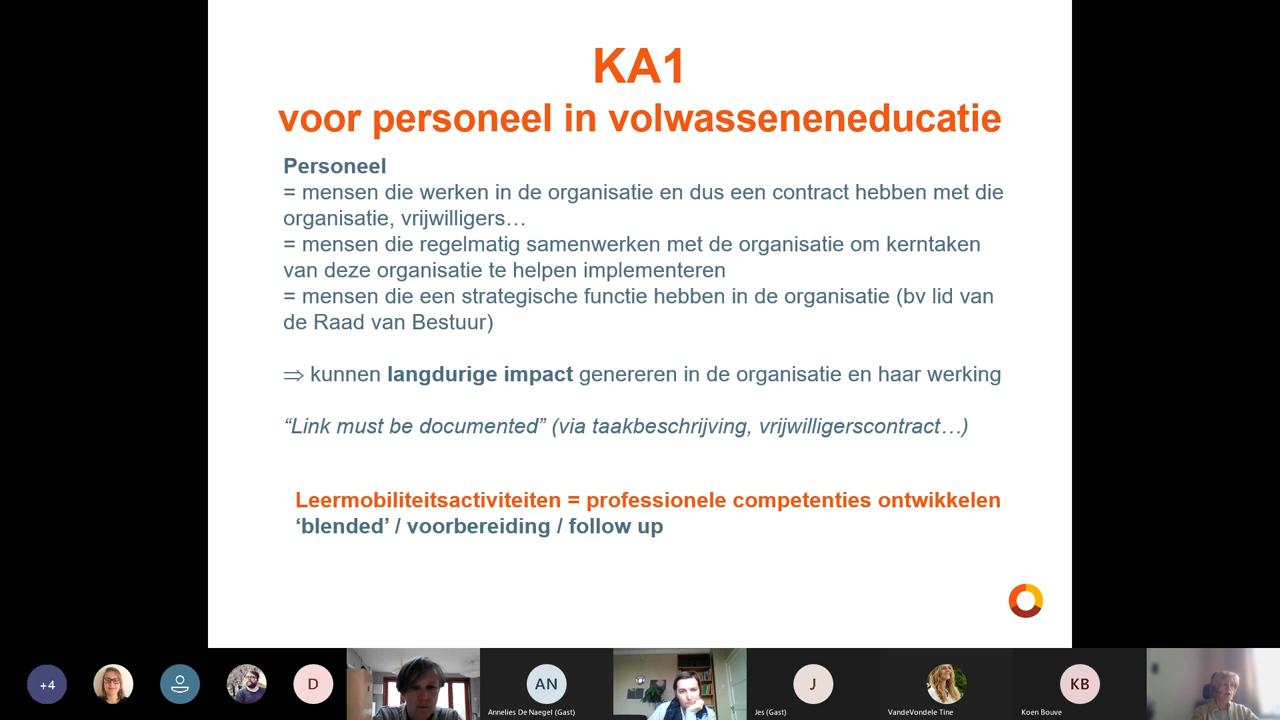 KA1
voor personeel in volwasseneneducatie
Personeel
= mensen die werken in de organisatie en dus een contract hebben met die
organisatie, vrijwilligers…
= mensen die regelmatig samenwerken met de organisatie om kerntaken
van deze organisatie te helpen implementeren
= mensen die een strategische functie hebben in de organisatie (bv lid van
de Raad van Bestuur)
⇒ kunnen langdurige impact genereren in de organisatie en haar werking
“Link must be documented” (via taakbeschrijving, vrijwilligerscontract…)
Leermobiliteitsactiviteiten = professionele competenties ontwikkelen
‘blended’ / voorbereiding / follow up
+4
D
AN
Annelies De Naegel (Gast)
J
Jes (Gast)
VandeVondele Tine
KB
Koen Bouve